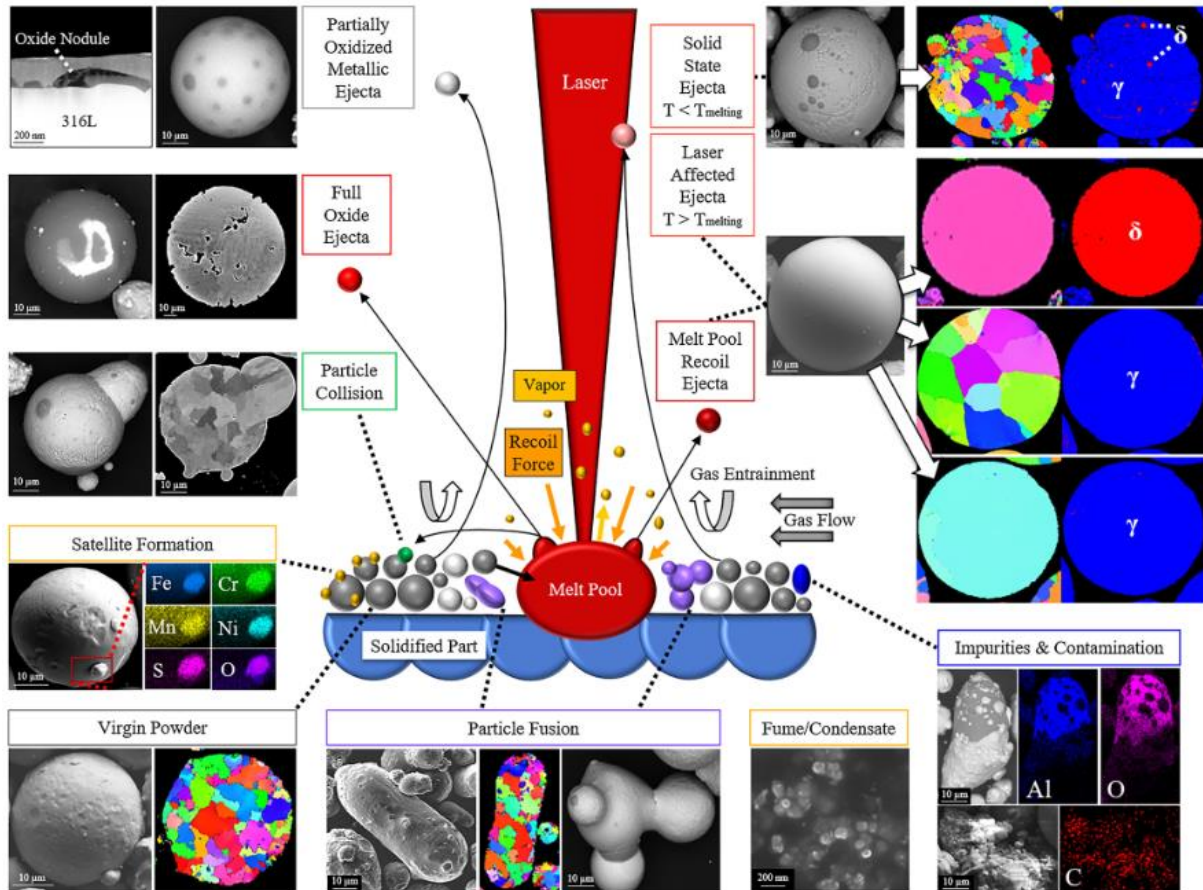 Oxide Nodule
316L
200 nm
10 μm
Partially
Oxidized
Metallic
Ejecta
Laser
Solid
State
Ejecta
T < Tmelting
10 μm
δ
γ
Laser
Affected
Ejecta
T > Tmelting
10 μm
10 μm
Full
Oxide
Ejecta
10 μm
δ
Melt Pool
Recoil
Ejecta
γ
10 μm
10 μm
Particle
Collision
Vapor
Recoil
Force
Gas Entrainment
Gas Flow
γ
Satellite Formation
10 μm
Fe
Cr
Mn
Ni
S
O
Melt Pool
Solidified Part
Impurities & Contamination
10 μm
Al
O
10 μm
C
Virgin Powder
10 μm
Particle Fusion
10 μm
10 μm
Fume/Condensate
200 nm